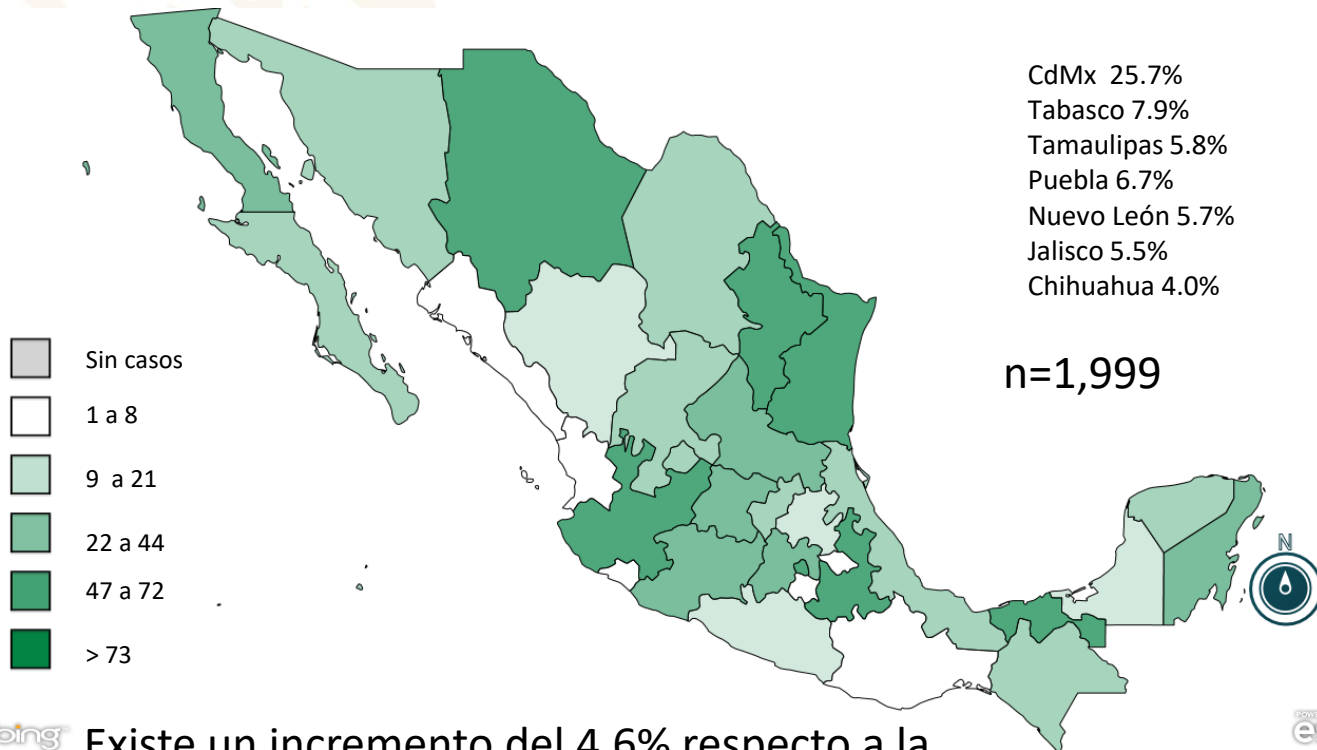 CdMx 25.7%
Tabasco 7.9%
Tamaulipas 5.8%
Puebla 6.7%
Nuevo León 5.7%
Jalisco 5.5%
Chihuahua 4.0%
n=1,999
Sin casos
1 a 8
9 a 21
22 a 44
47 a 72
> 73
N
Existe un incremento del 4.6% respecto a la